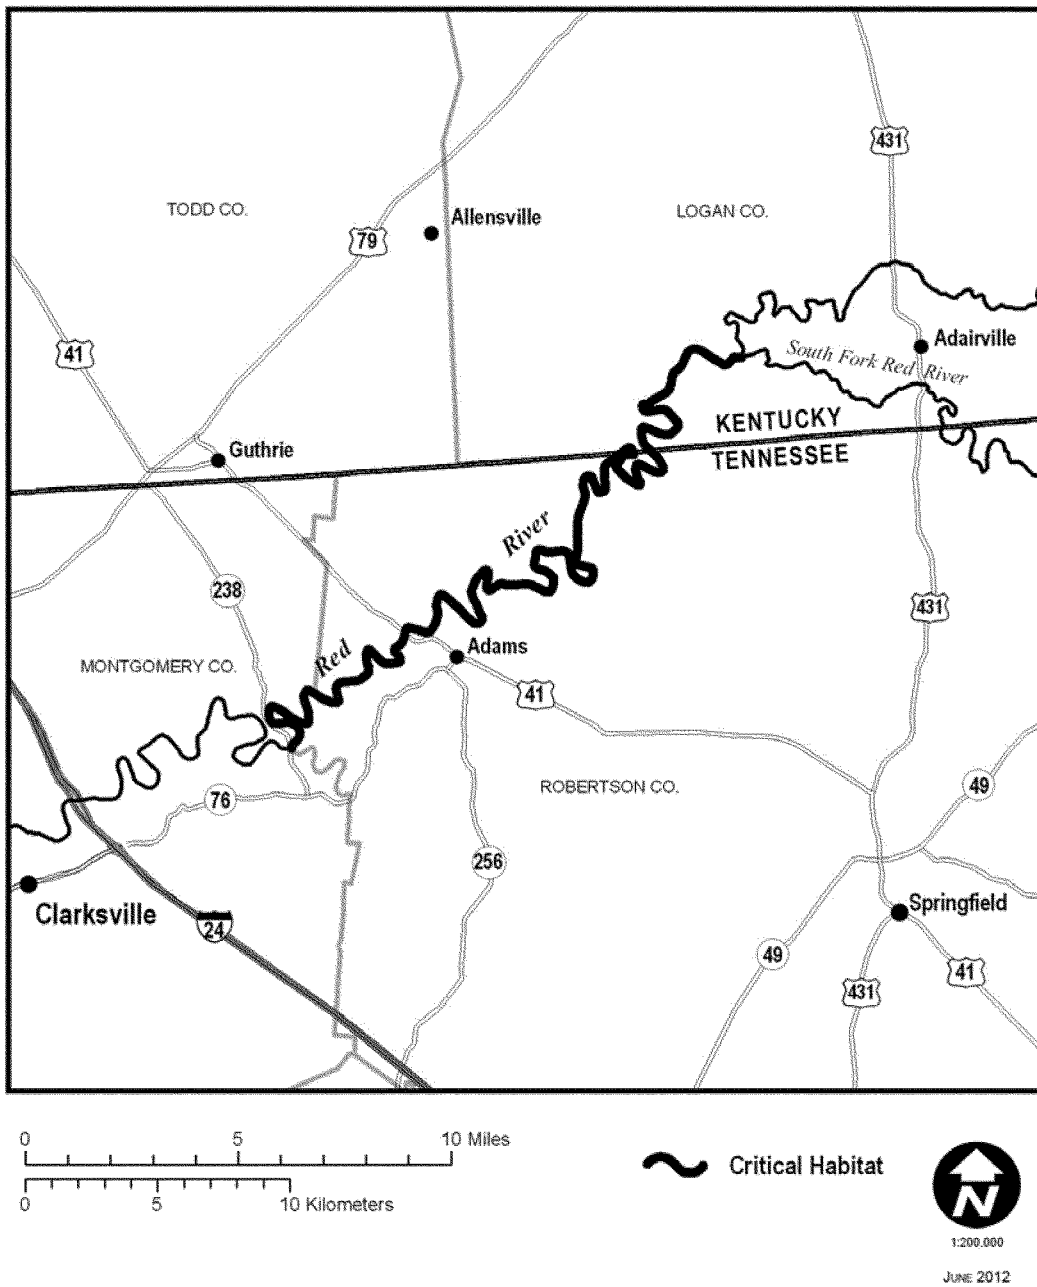 431
TODD CO.
Allensville
LOGAN CO.
79
41
Adairville
South Fork Red River
KENTUCKY
TENNESSEE
Guthrie
River
238
431
Red
Adams
MONTGOMERY CO.
41
ROBERTSON CO.
49
76
256
Clarksville
24
Springfield
49
41
431
0 5 10 Miles
0 5 10 Kilometers
Critical Habitat
N
1:200,000
JUNE 2012